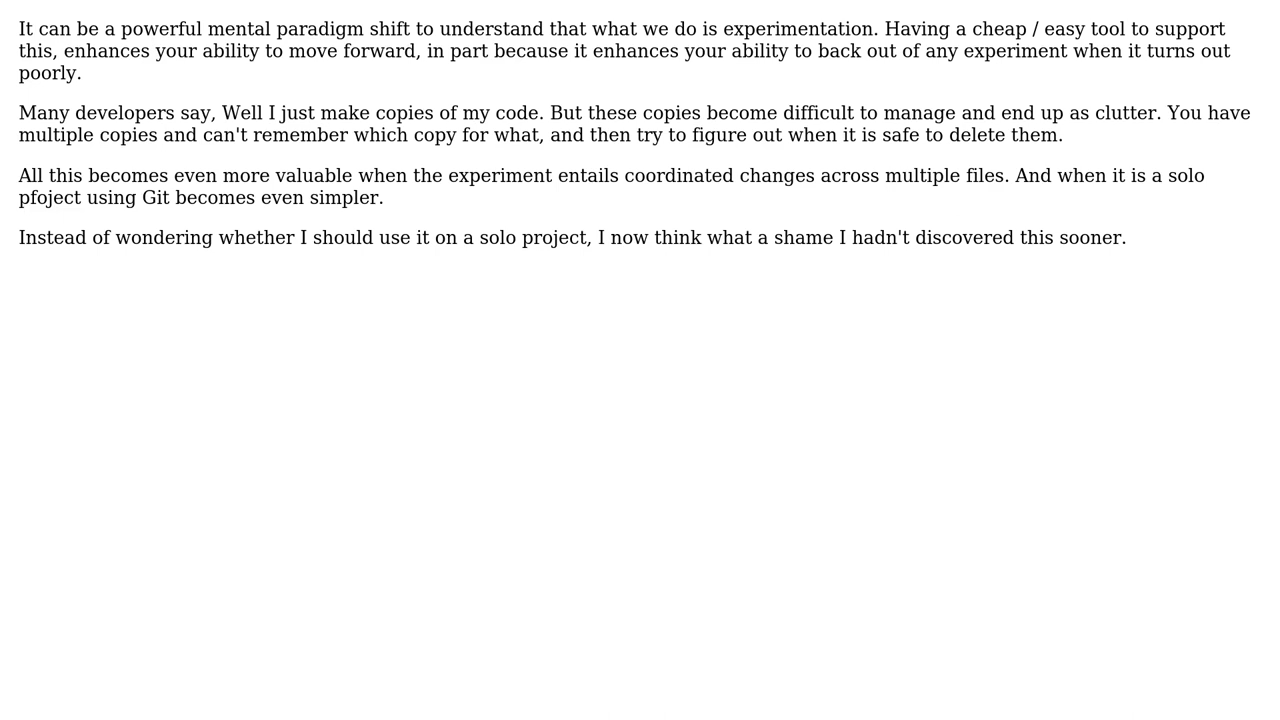 It can be a powerful mental paradigm shift to understand that what we do is experimentation. Having a cheap / easy tool to support
this, enhances your ability to move forward, in part because it enhances your ability to back out of any experiment when it turns out
poorly.
Many developers say, Well I just make copies of my code. But these copies become difficult to manage and end up as clutter. You have
multiple copies and can't remember which copy for what, and then try to figure out when it is safe to delete them.
All this becomes even more valuable when the experiment entails coordinated changes across multiple files. And when it is a solo
pfoject using Git becomes even simpler.
Instead of wondering whether I should use it on a solo project, I now think what a shame I hadn't discovered this sooner.